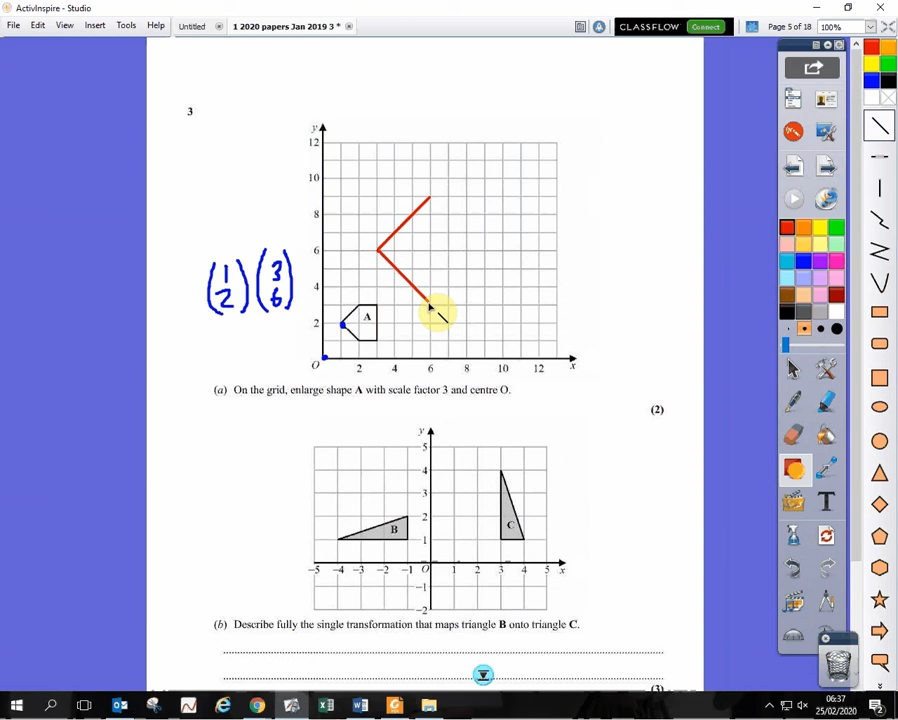 ActivInspire - Studio
File Edit View Insert Tools Help
Untitled
1 2020 papers Jan 2019 3 *
CLASSFLOW Connect
Page 5 of 18
100%
3
y
12
10
8
6
4
2
O 2 4 6 8 10 12 x
A
(1 2) (3 6)
(a) On the grid, enlarge shape A with scale factor 3 and centre O.
(2)
y
5
4
3
2
1
-5 -4 -3 -2 -1 O 1 2 3 4 5 x
-1
-2
B
C
(b) Describe fully the single transformation that maps triangle B onto triangle C.
(3)
T
06:37
25/02/2020
2